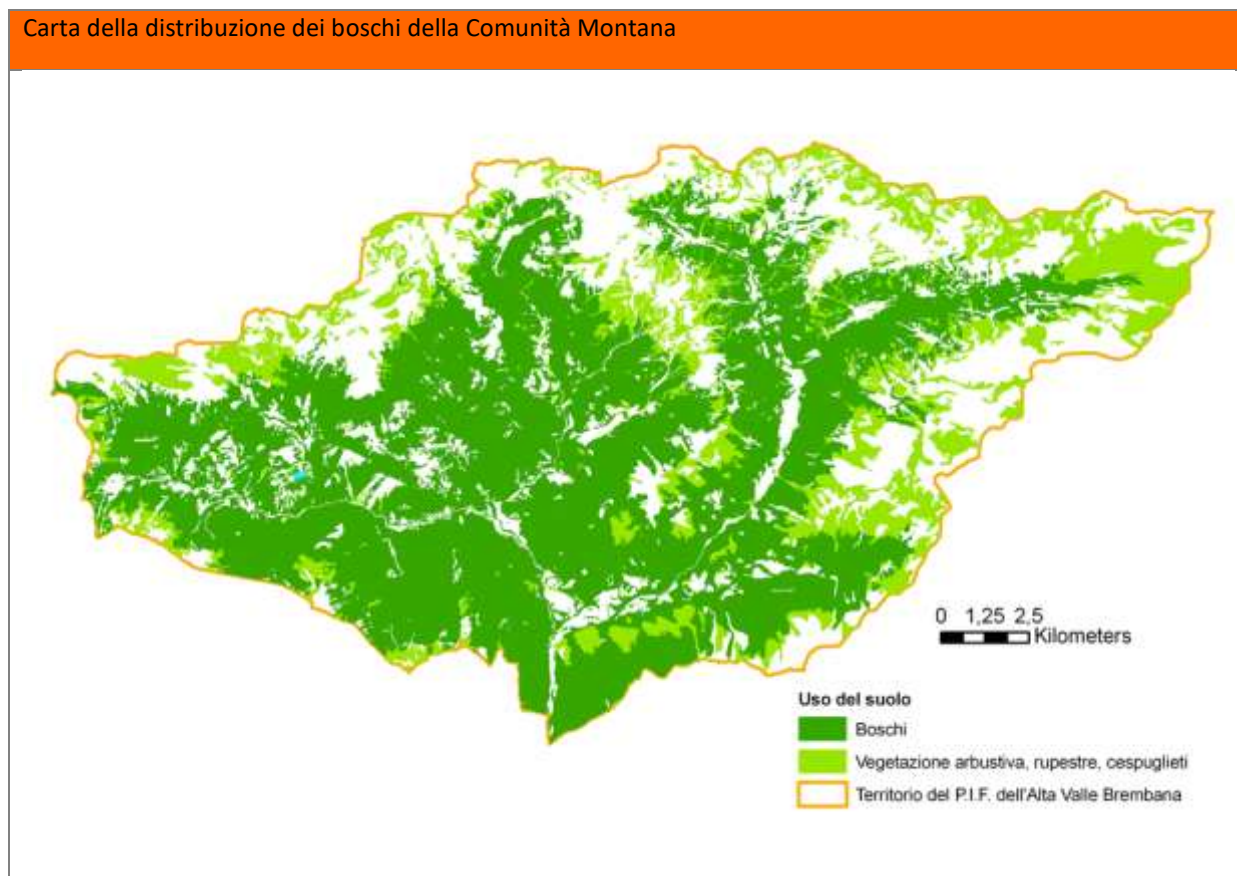 Carta della distribuzione dei boschi della Comunità Montana
0 1,25 2,5
Kilometers
Uso del suolo
Boschi
Vegetazione arbustiva, rupestre, cespuglieti
Territorio del P.I.F. dell'Alta Valle Brembana